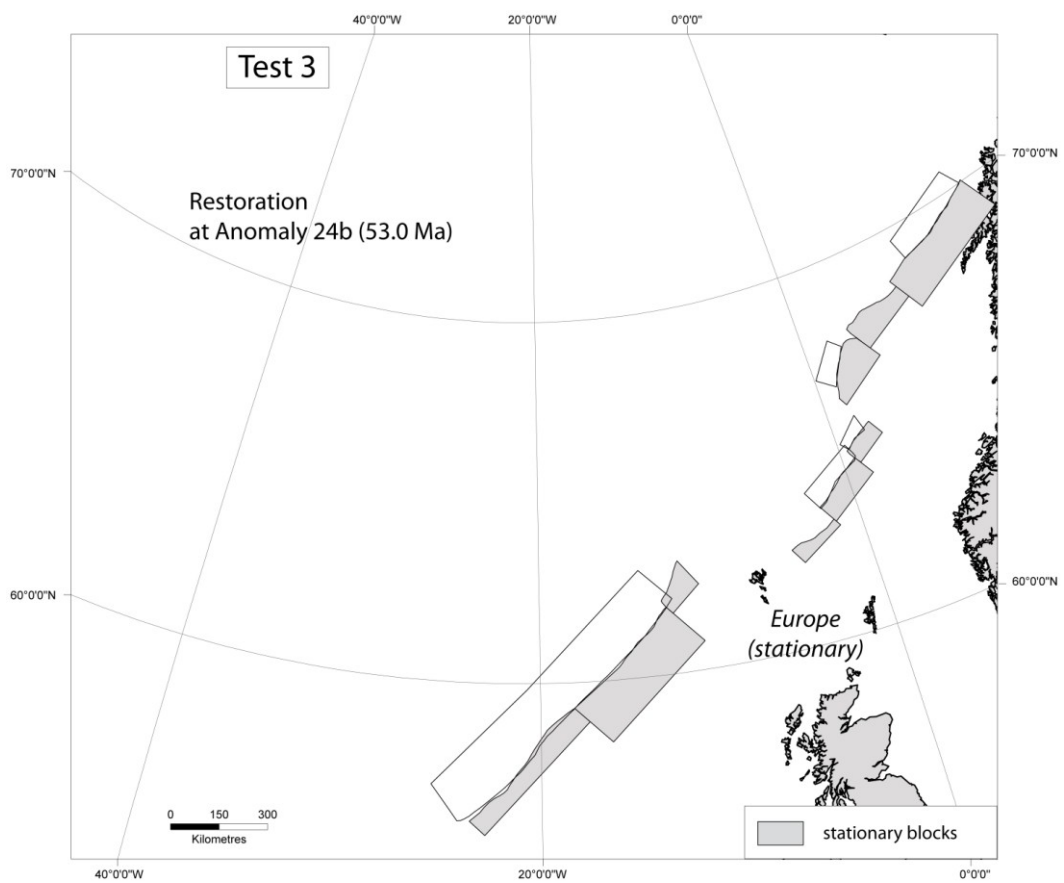 40°0'0"W
20°0'0"W
0°0'0"
Test 3
70°0'0"N
70°0'0"N
Restoration
at Anomaly 24b (53.0 Ma)
60°0'0"N
60°0'0"N
Europe
(stationary)
0 150 300
Kilometres
stationary blocks
40°0'0"W
20°0'0"W
0°0'0"